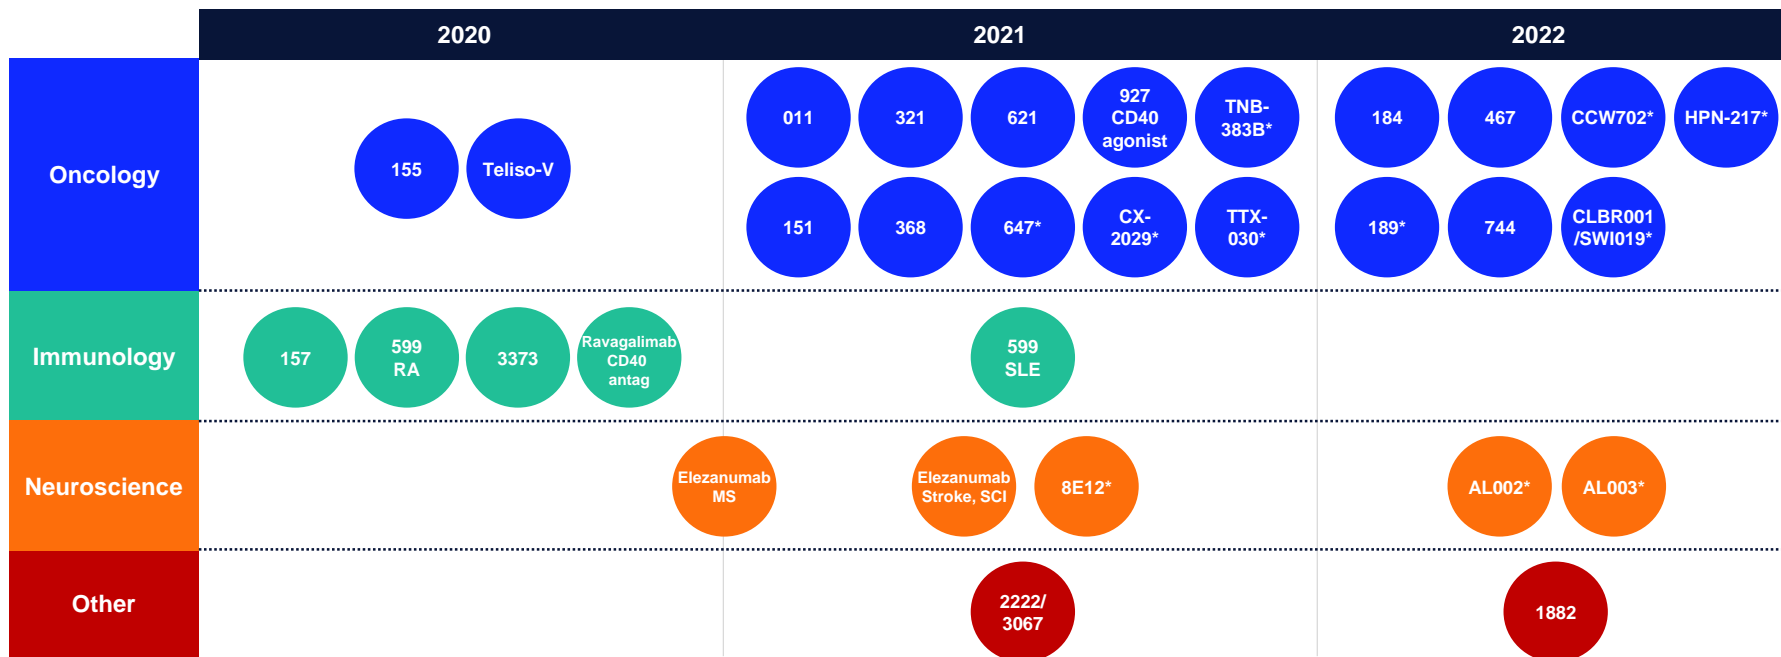 2020
2021
2022
Oncology
155
Teliso-V
011
321
621
927
CD40
agonist
TNB-
383B*
151
368
647*
CX-
2029*
TTX-
030*
184
467
CCW702*
HPN-217*
189*
744
CLBR001
/SWI019*
Immunology
157
599
RA
3373
Ravagalimab
CD40
antag
599
SLE
Neuroscience
Elezanumab
MS
Elezanumab
Stroke, SCI
8E12*
AL002*
AL003*
Other
2222/
3067
1882